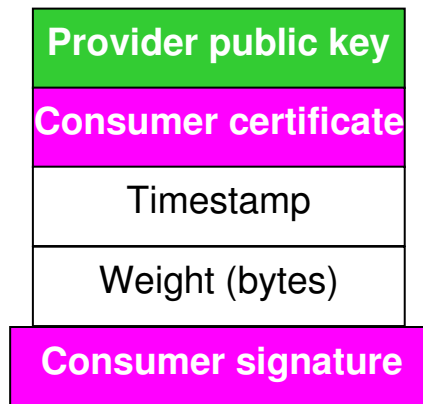 Provider public key
Consumer certificate
Timestamp
Weight (bytes)
Consumer signature